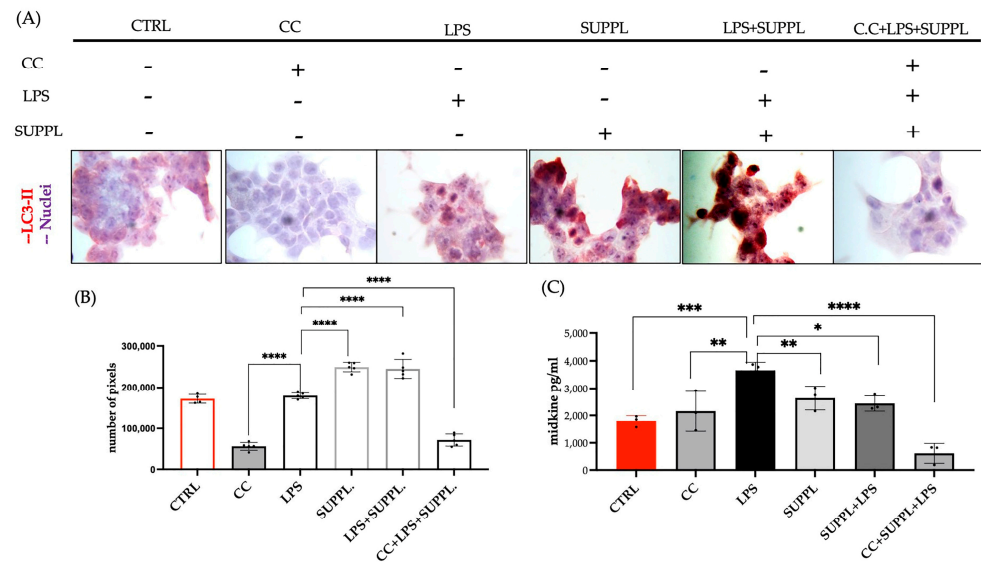 (A)
CTRL CC LPS SUPPL LPS+SUPPL C.C+LPS+SUPPL
CC - + - - - +
LPS - - + - + +
SUPPL - - - + + +
--LC3-II
-- Nuclei
(B)
****
****
**** ****
number of pixels
300,000
200,000
100,000
0
CTRL CC LPS SUPPL. LPS+SUPPL. CC+LPS+SUPPL.
(C)
*** ****
*
** **
midkine pg/ml
5,000
4,000
3,000
2,000
1,000
0
CTRL CC LPS SUPPL SUPPL+LPS CC+SUPPL+LPS